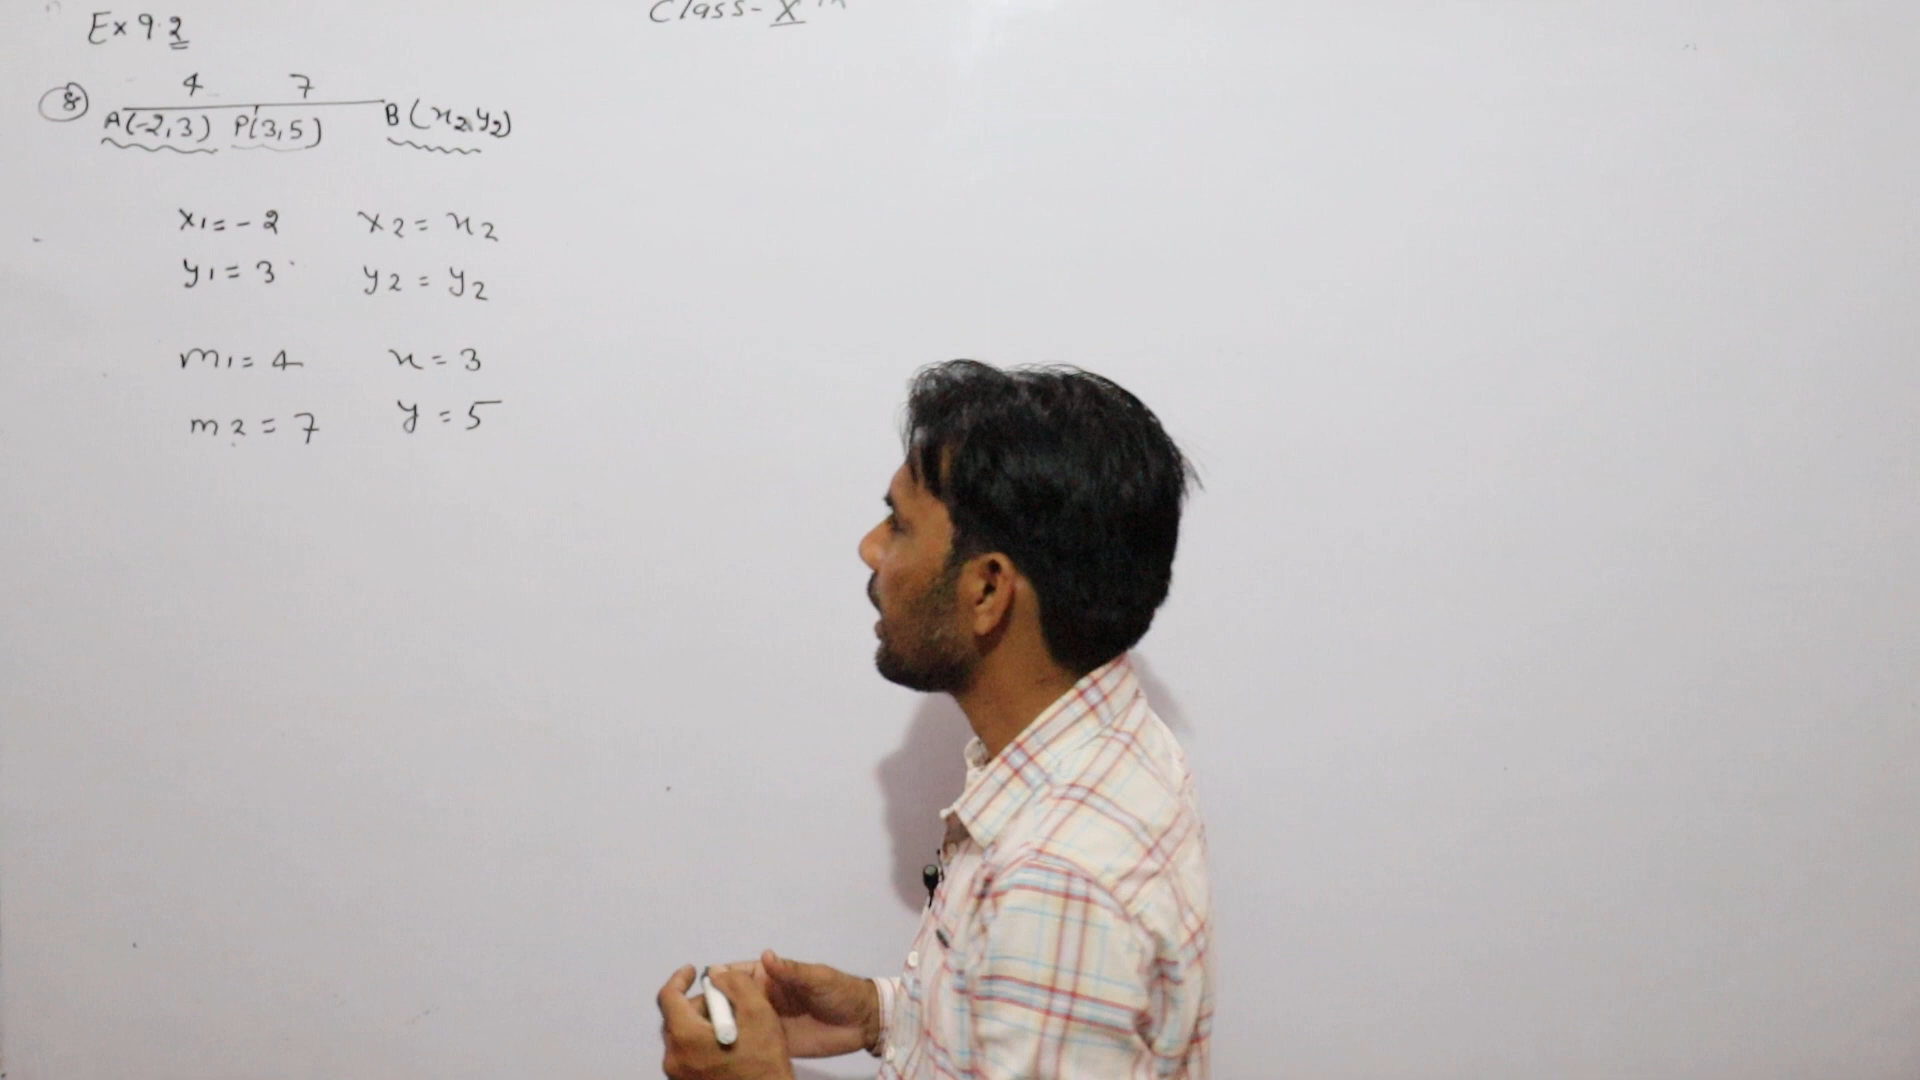 Class-X th
Ex 9.2
8 4 7
A(-2,3) P(3,5) B(x2,y2)
x1=-2 x2=x2
y1=3 y2=y2
m1=4 x=3
m2=7 y=5